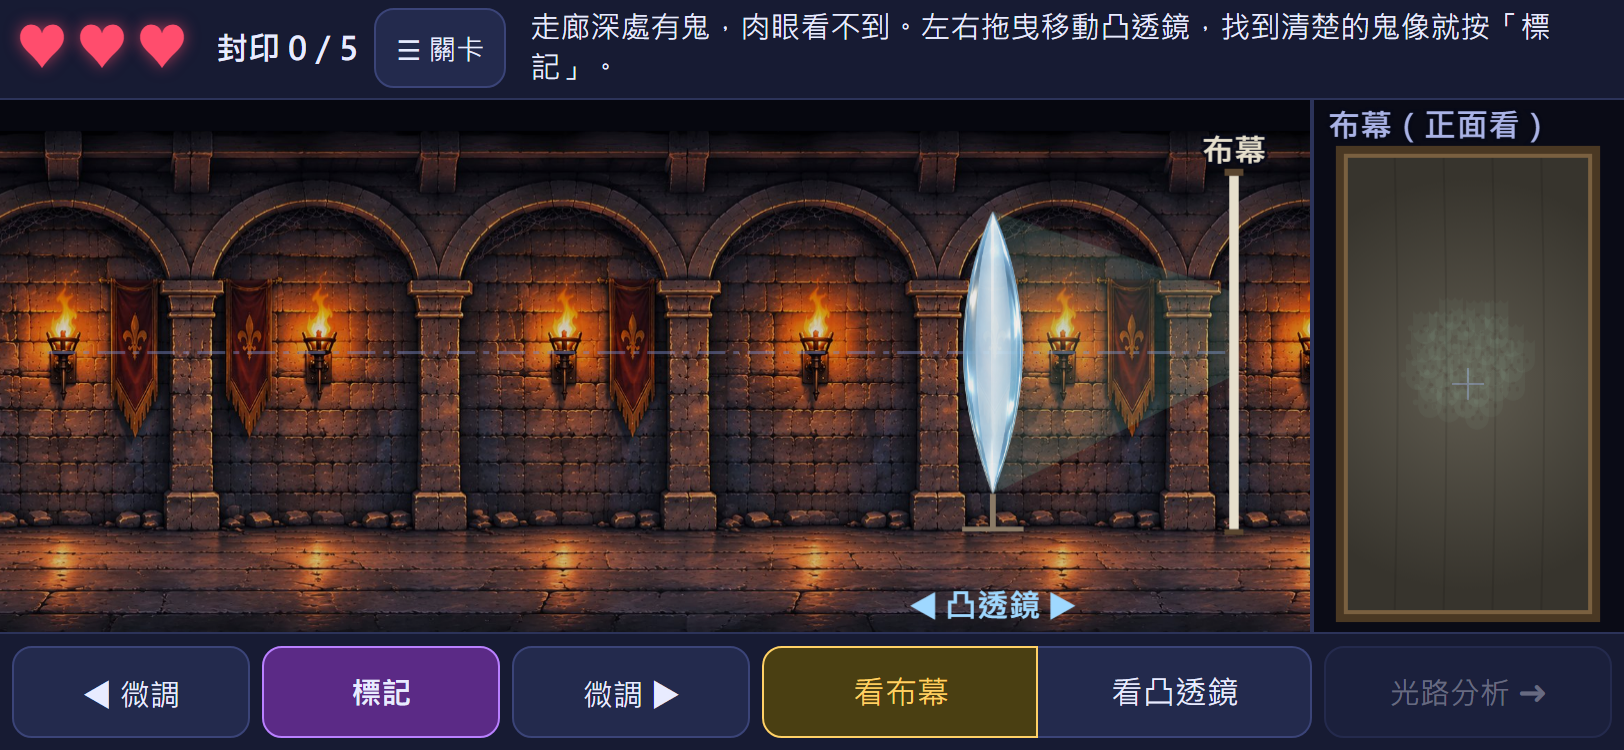 封印 0 / 5
☰ 關卡
走廊深處有鬼，肉眼看不到。左右拖曳移動凸透鏡，找到清楚的鬼像就按「標
記」。
布幕
布幕（正面看）
◀ 凸透鏡 ▶
◀ 微調
標記
微調 ▶
看布幕
看凸透鏡
光路分析 →